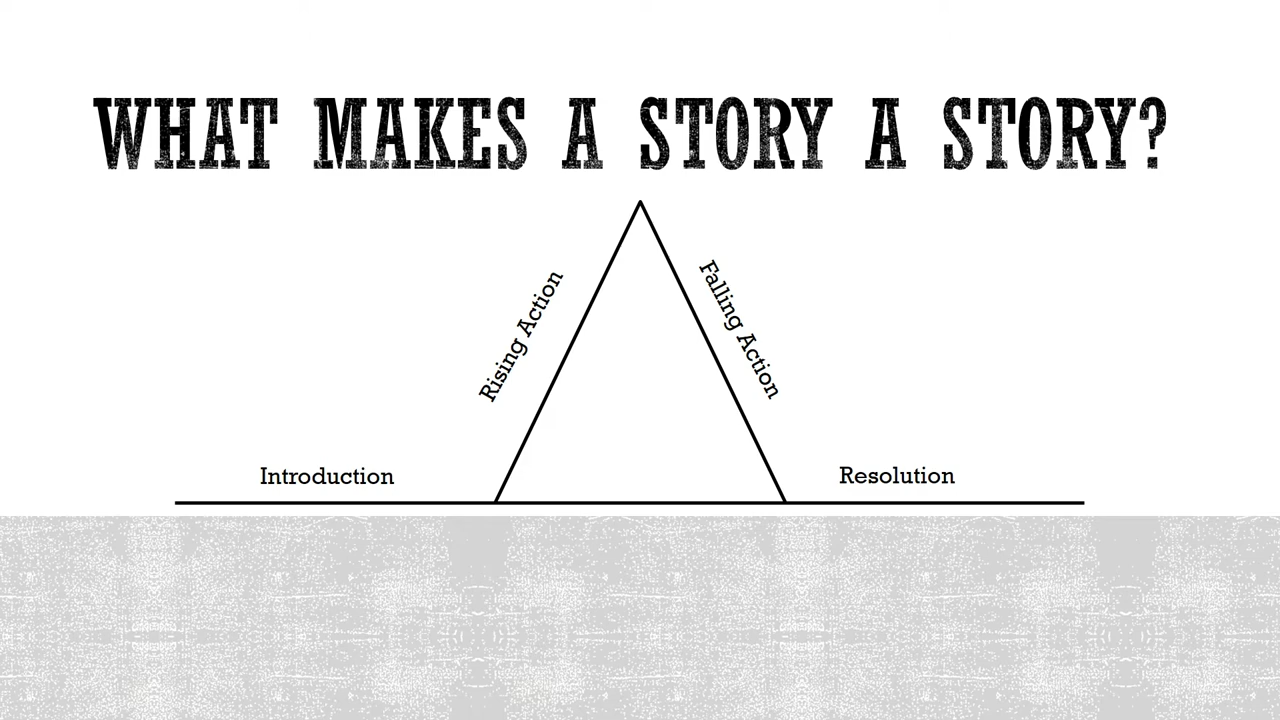 WHAT MAKES A STORY A STORY?
Rising Action
Falling Action
Introduction
Resolution